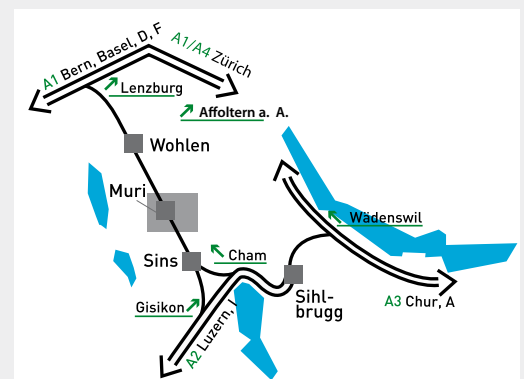 A1 Bern, Basel, D, F
A1/A4 Zürich
Lenzburg
Affoltern a. A.
Wohlen
Muri
Wädenswil
Cham
Sins
Sihl-
brugg
Gisikon
A2 Luzern, I
A3 Chur, A